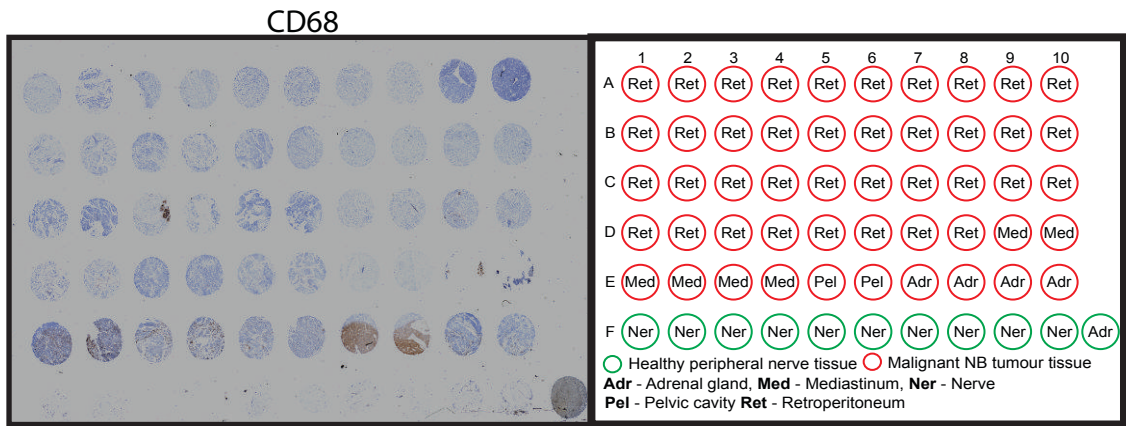 CD68
1 2 3 4 5 6 7 8 9 10
A Ret Ret Ret Ret Ret Ret Ret Ret Ret Ret
B Ret Ret Ret Ret Ret Ret Ret Ret Ret Ret
C Ret Ret Ret Ret Ret Ret Ret Ret Ret Ret
D Ret Ret Ret Ret Ret Ret Ret Ret Med Med
E Med Med Med Med Pel Pel Adr Adr Adr Adr
F Ner Ner Ner Ner Ner Ner Ner Ner Ner Ner Adr
Healthy peripheral nerve tissue Malignant NB tumour tissue
Adr - Adrenal gland, Med - Mediastinum, Ner - Nerve
Pel - Pelvic cavity Ret - Retroperitoneum